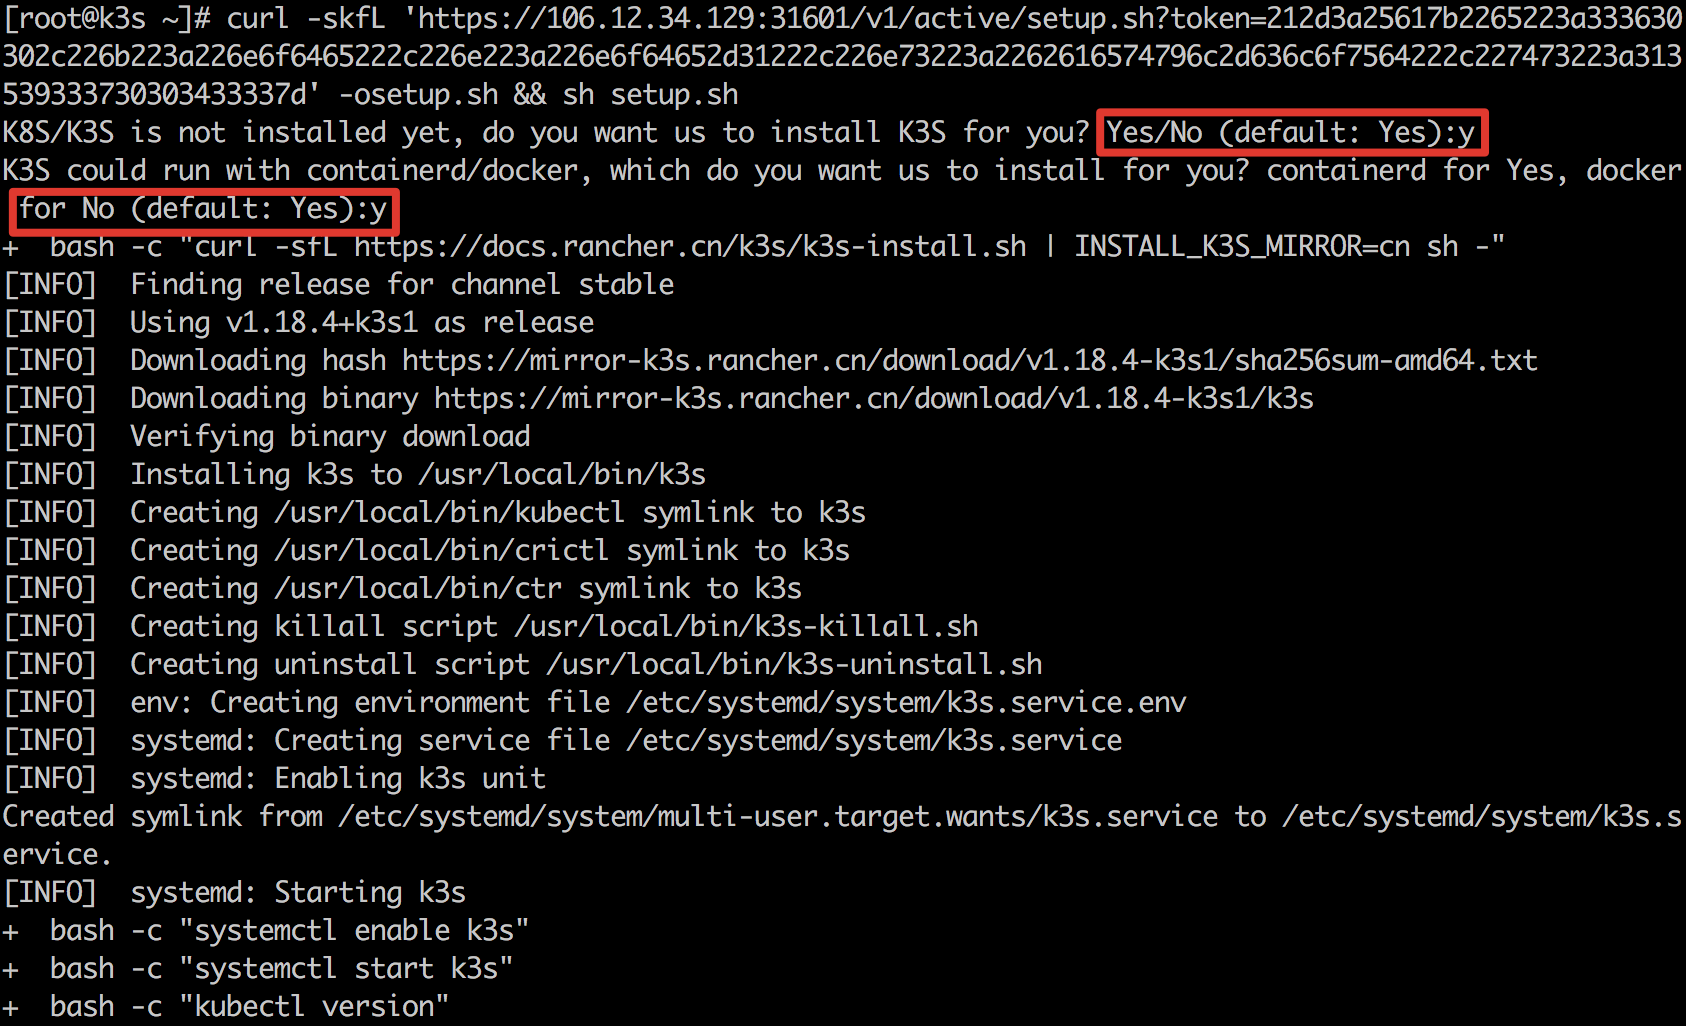 [root@k3s ~]# curl -skfL 'https://106.12.34.129:31601/v1/active/setup.sh?token=212d3a25617b2265223a333630
302c226b223a226e6f6465222c226e223a226e6f64652d31222c226e73223a2262616574796c2d636c6f7564222c227473223a313
539333730303433337d' -osetup.sh && sh setup.sh
K8S/K3S is not installed yet, do you want us to install K3S for you? Yes/No (default: Yes):y
K3S could run with containerd/docker, which do you want us to install for you? containerd for Yes, docker
for No (default: Yes):y
+  bash -c "curl -sfL https://docs.rancher.cn/k3s/k3s-install.sh | INSTALL_K3S_MIRROR=cn sh -"
[INFO]  Finding release for channel stable
[INFO]  Using v1.18.4+k3s1 as release
[INFO]  Downloading hash https://mirror-k3s.rancher.cn/download/v1.18.4-k3s1/sha256sum-amd64.txt
[INFO]  Downloading binary https://mirror-k3s.rancher.cn/download/v1.18.4-k3s1/k3s
[INFO]  Verifying binary download
[INFO]  Installing k3s to /usr/local/bin/k3s
[INFO]  Creating /usr/local/bin/kubectl symlink to k3s
[INFO]  Creating /usr/local/bin/crictl symlink to k3s
[INFO]  Creating /usr/local/bin/ctr symlink to k3s
[INFO]  Creating killall script /usr/local/bin/k3s-killall.sh
[INFO]  Creating uninstall script /usr/local/bin/k3s-uninstall.sh
[INFO]  env: Creating environment file /etc/systemd/system/k3s.service.env
[INFO]  systemd: Creating service file /etc/systemd/system/k3s.service
[INFO]  systemd: Enabling k3s unit
Created symlink from /etc/systemd/system/multi-user.target.wants/k3s.service to /etc/systemd/system/k3s.s
ervice.
[INFO]  systemd: Starting k3s
+  bash -c "systemctl enable k3s"
+  bash -c "systemctl start k3s"
+  bash -c "kubectl version"